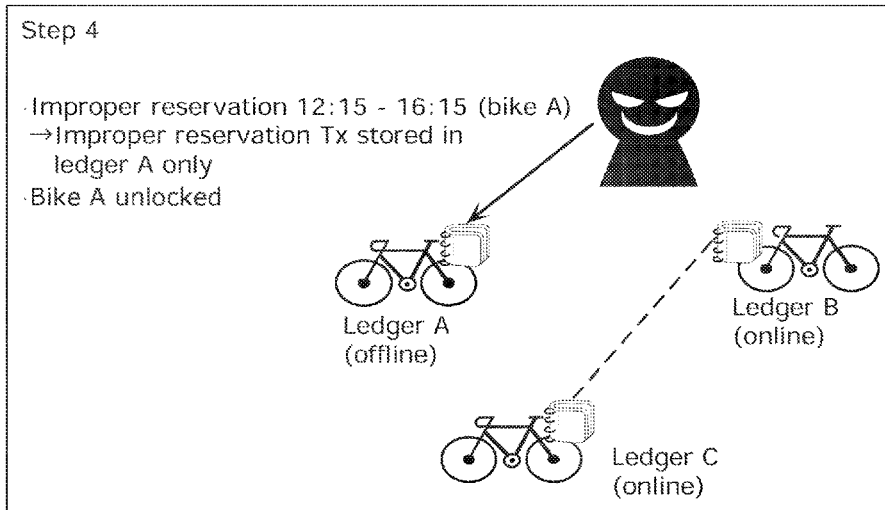 Step 4
·Improper reservation 12:15 - 16:15 (bike A)
→Improper reservation Tx stored in
ledger A only
·Bike A unlocked
Ledger A
(offline)
Ledger B
(online)
Ledger C
(online)